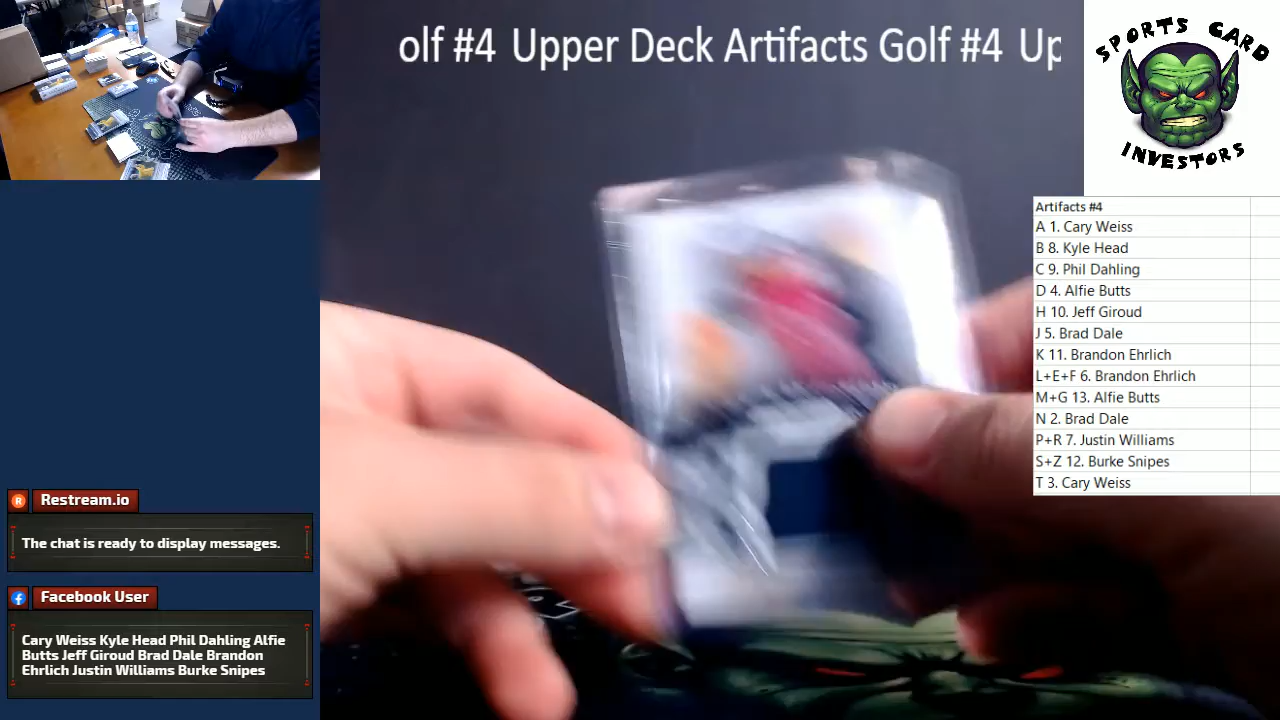 olf #4 Upper Deck Artifacts Golf #4 Up
SPORTS CARD
INVESTORS
Artifacts #4
A 1. Cary Weiss
B 8. Kyle Head
C 9. Phil Dahling
D 4. Alfie Butts
H 10. Jeff Giroud
J 5. Brad Dale
K 11. Brandon Ehrlich
L+E+F 6. Brandon Ehrlich
M+G 13. Alfie Butts
N 2. Brad Dale
P+R 7. Justin Williams
S+Z 12. Burke Snipes
T 3. Cary Weiss
Restream.io
The chat is ready to display messages.
Facebook User
Cary Weiss Kyle Head Phil Dahling Alfie
Butts Jeff Giroud Brad Dale Brandon
Ehrlich Justin Williams Burke Snipes